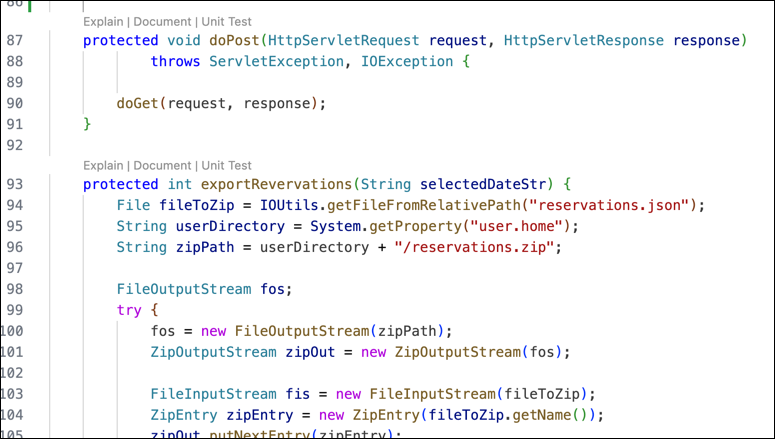 86
Explain | Document | Unit Test
87 protected void doPost(HttpServletRequest request, HttpServletResponse response)
88 throws ServletException, IOException {
89
90 doGet(request, response);
91 }
92
Explain | Document | Unit Test
93 protected int exportRevervations(String selectedDateStr) {
94 File fileToZip = IOUtils.getFileFromRelativePath("reservations.json");
95 String userDirectory = System.getProperty("user.home");
96 String zipPath = userDirectory + "/reservations.zip";
97
98 FileOutputStream fos;
99 try {
100 fos = new FileOutputStream(zipPath);
101 ZipOutputStream zipOut = new ZipOutputStream(fos);
102
103 FileInputStream fis = new FileInputStream(fileToZip);
104 ZipEntry zipEntry = new ZipEntry(fileToZip.getName());
105 zipOut.putNextEntry(zipEntry);